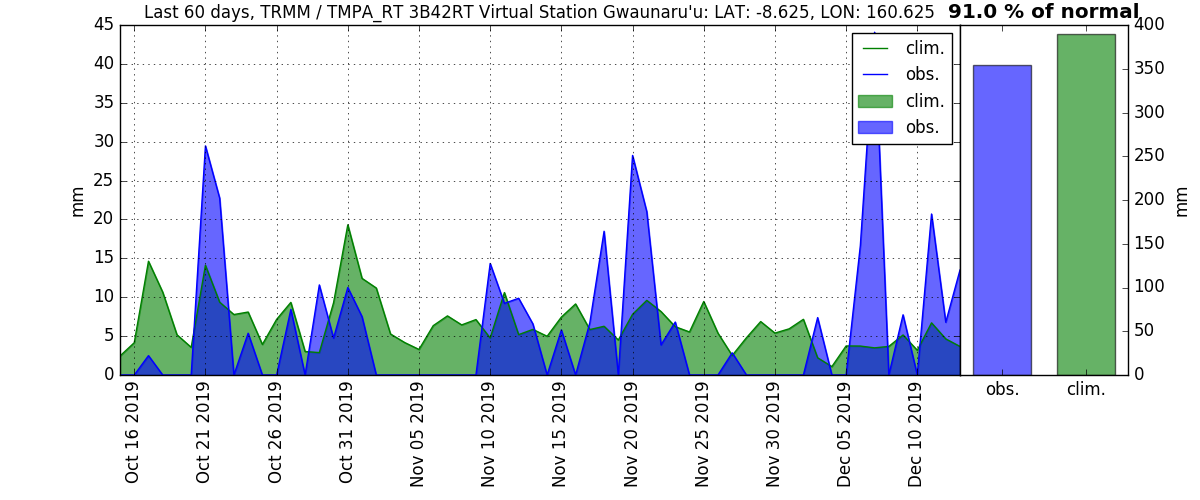 Last 60 days, TRMM / TMPA_RT 3B42RT Virtual Station Gwaunaru'u: LAT: -8.625, LON: 160.625 91.0 % of normal
45
40
35
30
25
20
15
10
5
0
mm
clim.
obs.
clim.
obs.
400
350
300
250
200
150
100
50
0
mm
obs. clim.
Oct 16 2019
Oct 21 2019
Oct 26 2019
Oct 31 2019
Nov 05 2019
Nov 10 2019
Nov 15 2019
Nov 20 2019
Nov 25 2019
Nov 30 2019
Dec 05 2019
Dec 10 2019